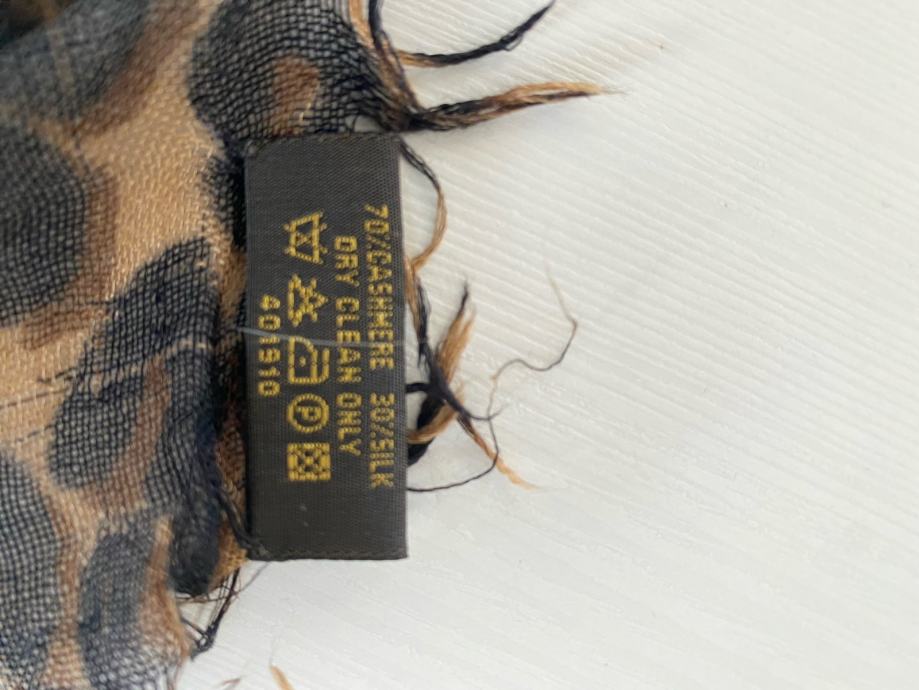 70%CASHMERE 30%SILK
DRY CLEAN ONLY
P
401910